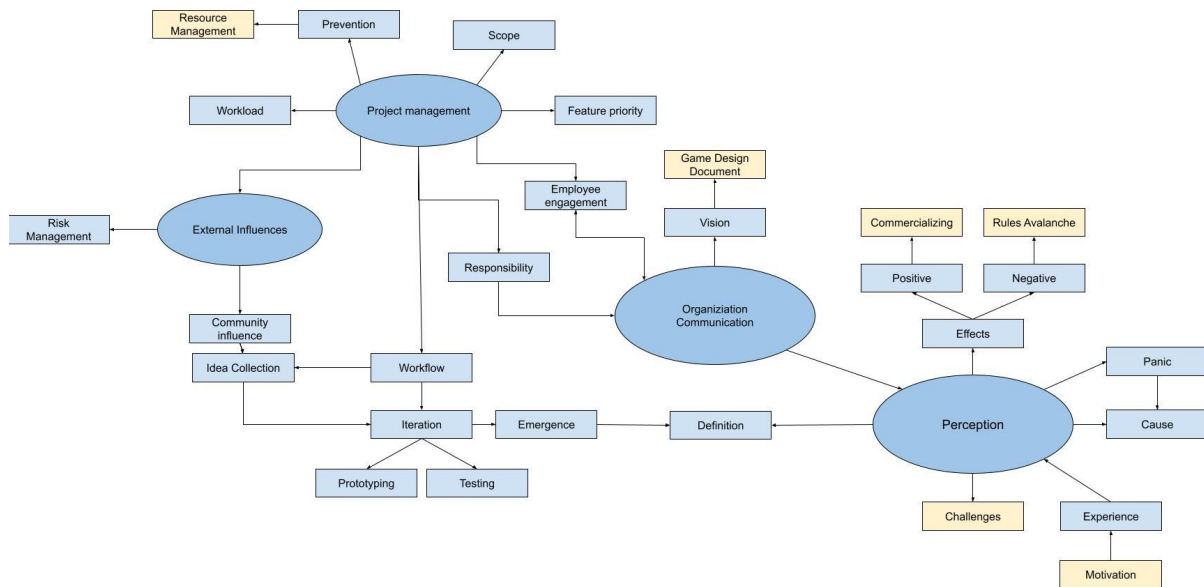 Resource
Management
Prevention
Scope
Workload
Project management
Feature priority
Game Design
Document
Employee
engagement
Risk
Management
External Influences
Vision
Commercializing
Rules Avalanche
Responsibility
Positive
Negative
Organiziation
Communication
Community
influence
Effects
Idea Collection
Workflow
Panic
Iteration
Emergence
Definition
Perception
Cause
Prototyping
Testing
Challenges
Experience
Motivation